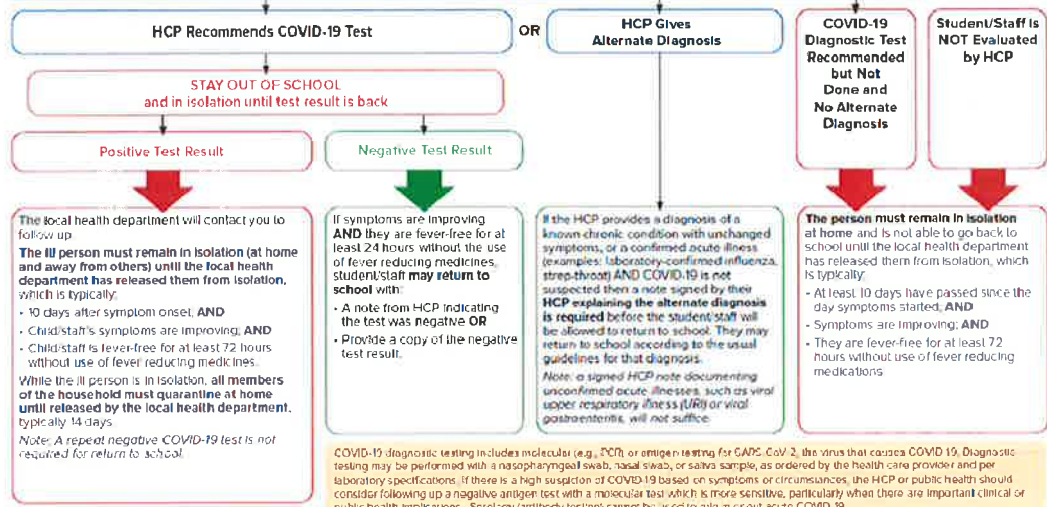 HCP Recommends COVID-19 Test
OR
HCP Gives
Alternate Diagnosis
COVID-19
Diagnostic Test
Recommended
but Not
Done and
No Alternate
Diagnosis
Student/Staff is
NOT Evaluated
by HCP
STAY OUT OF SCHOOL
and in isolation until test result is back
Positive Test Result
Negative Test Result
The local health department will contact you to
follow up.
The ill person must remain in isolation (at home
and away from others) until the local health
department has released them from isolation,
which is typically:
• 10 days after symptom onset; AND
• Child/staff's symptoms are improving; AND
• Child/staff is fever-free for at least 72 hours
without use of fever reducing medicines.
While the ill person is in isolation, all members
of the household must quarantine at home
until released by the local health department,
typically 14 days.
Note: A repeat negative COVID-19 test is not
required for return to school.
If symptoms are improving
AND they are fever-free for at
least 24 hours without the use
of fever reducing medicines,
student/staff may return to
school with:
• A note from HCP indicating
the test was negative OR
• Provide a copy of the negative
test result.
If the HCP provides a diagnosis of a
known chronic condition with unchanged
symptoms, or a confirmed acute illness
(examples: laboratory-confirmed influenza,
strep-throat) AND COVID-19 is not
suspected then a note signed by their
HCP explaining the alternate diagnosis
is required before the student/staff will
be allowed to return to school. They may
return to school according to the usual
guidelines for that diagnosis.
Note: a signed HCP note documenting
unconfirmed acute illnesses, such as viral
upper respiratory illness (URI) or viral
gastroenteritis, will not suffice.
The person must remain in isolation
at home and is not able to go back to
school until the local health department
has released them from isolation, which
is typically:
• At least 10 days have passed since the
day symptoms started; AND
• Symptoms are improving; AND
• They are fever-free for at least 72
hours without use of fever reducing
medications
COVID-19 diagnostic testing includes molecular (e.g., PCR) or antigen testing for SARS-CoV-2, the virus that causes COVID-19. Diagnostic
testing may be performed with a nasopharyngeal swab, nasal swab, or saliva sample, as ordered by the health care provider and per
laboratory specifications. If there is a high suspicion of COVID-19 based on symptoms or circumstances, the HCP or public health should
consider following up a negative antigen test with a molecular test which is more sensitive, particularly when there are important clinical or
public health implications. Serology (antibody testing) cannot be used to rule in or out acute COVID-19.